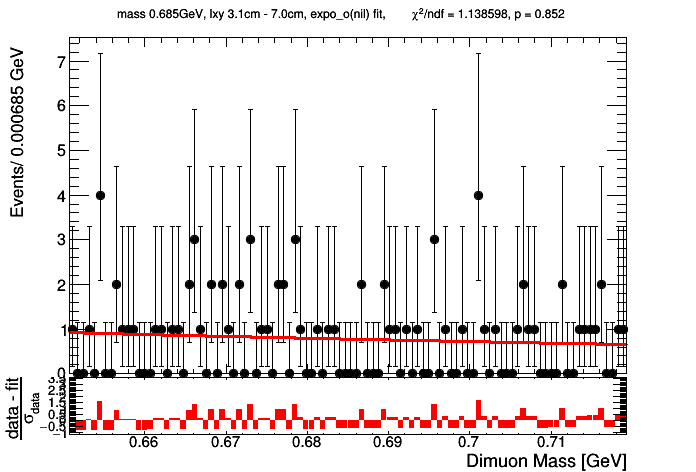 mass 0.685GeV, lxy 3.1cm - 7.0cm, expo_o(nil) fit, χ²/ndf = 1.138598, p = 0.852
Events/ 0.000685 GeV
7
6
5
4
3
2
1
0
data - fit
σdata
0.66 0.67 0.68 0.69 0.7 0.71
Dimuon Mass [GeV]